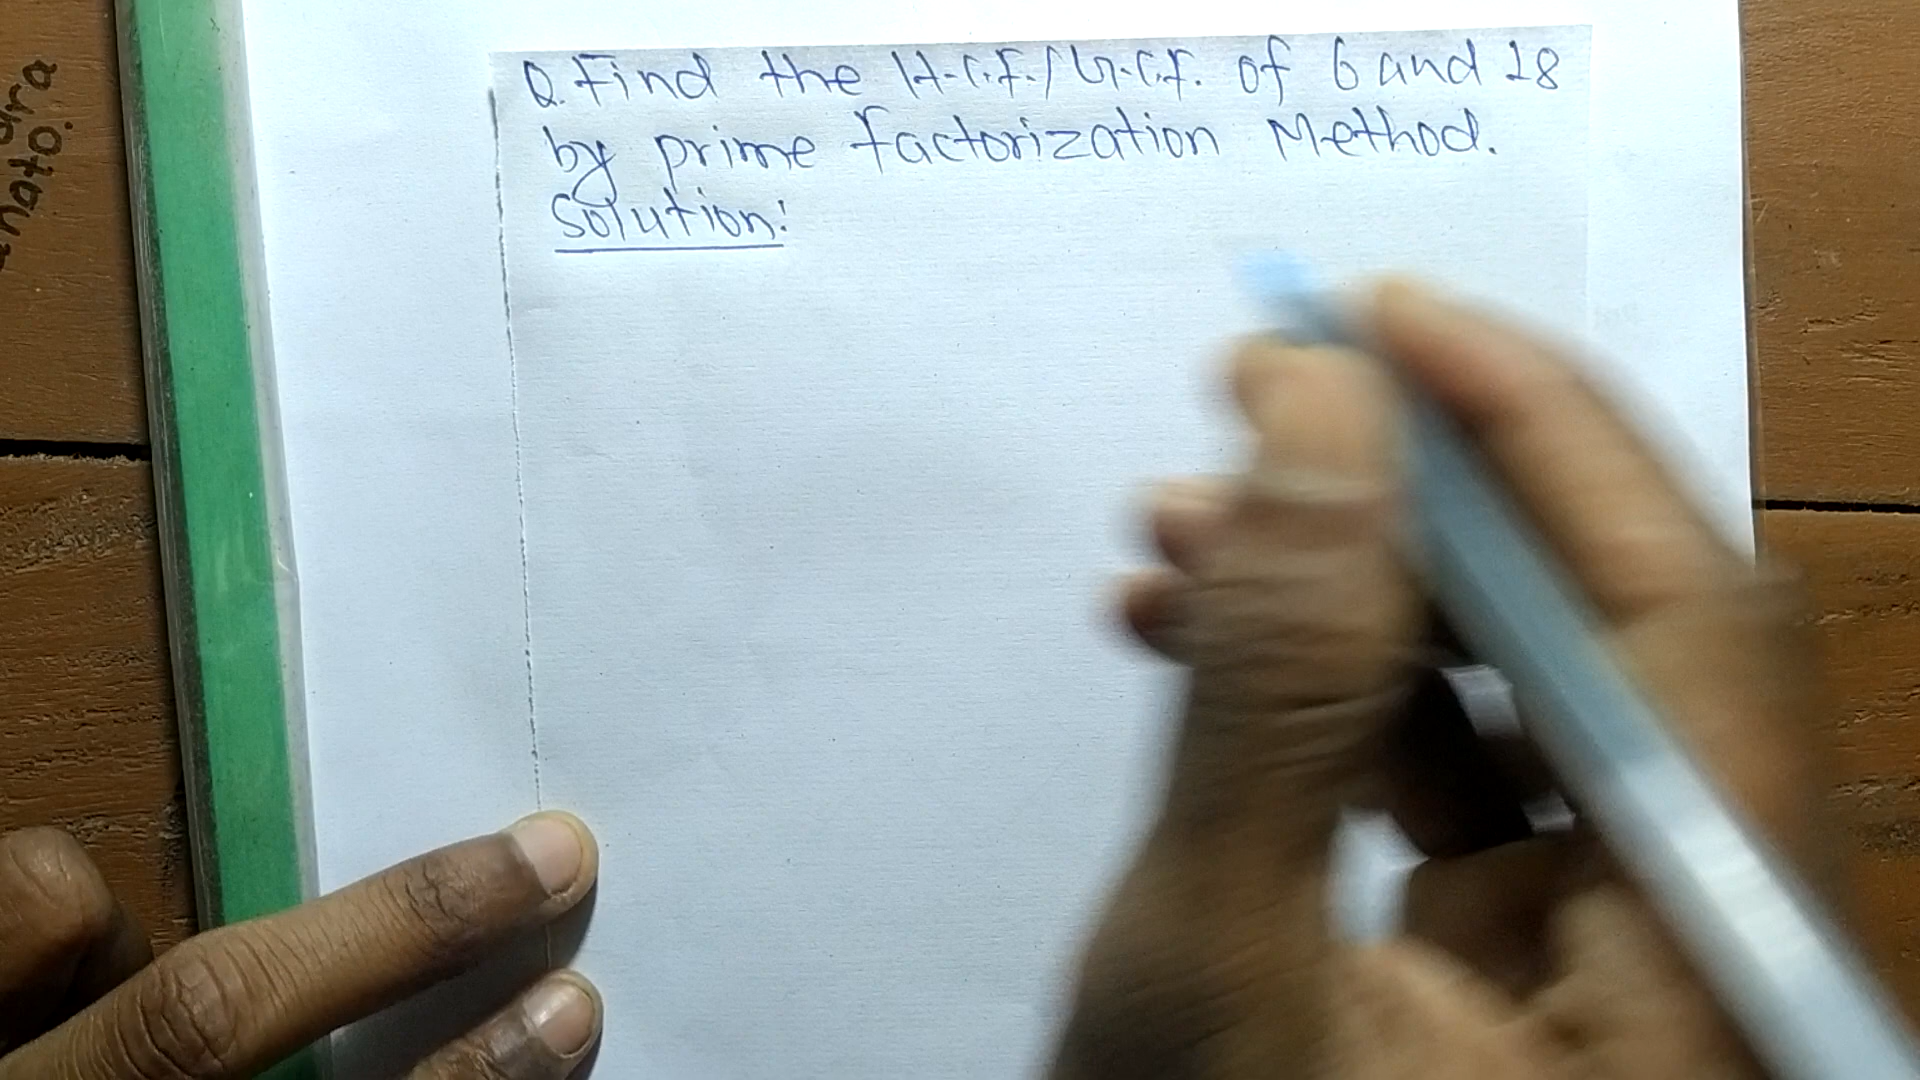 Q. Find the H.C.F./G.C.F. of 6 and 18
by prime factorization Method.
Solution: